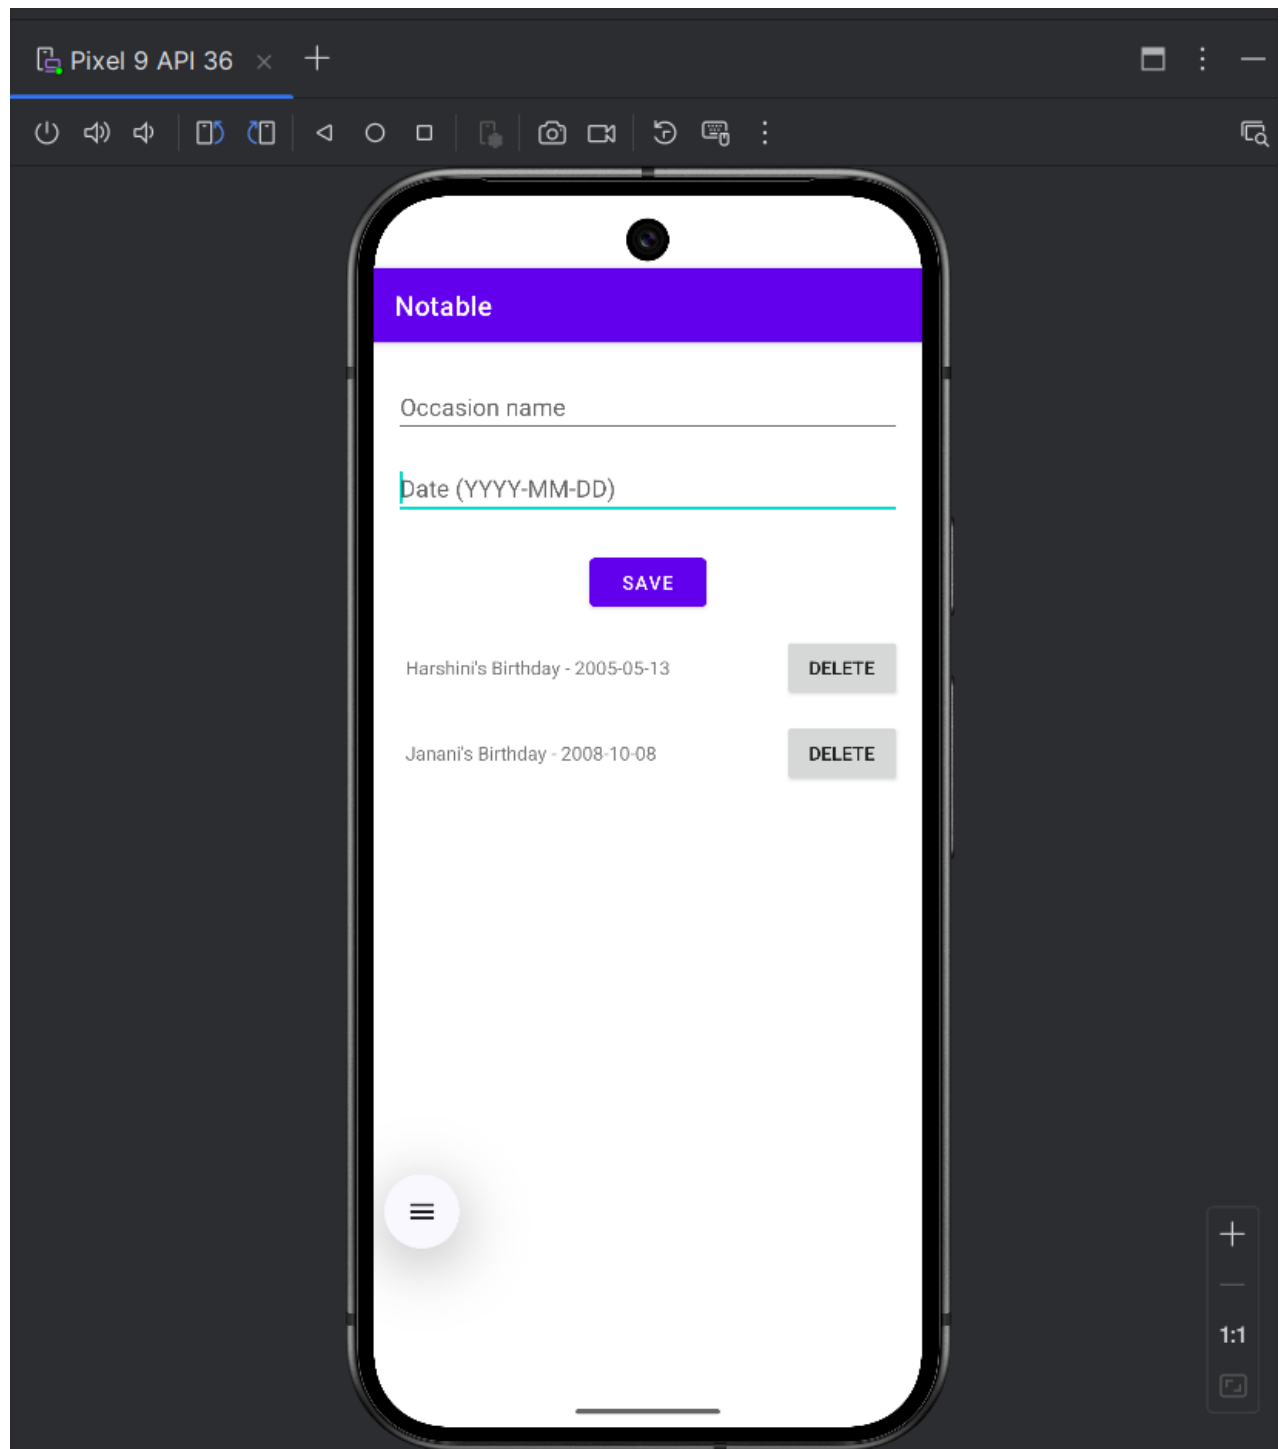 Pixel 9 API 36
Notable
Occasion name
Date (YYYY-MM-DD)
SAVE
Harshini's Birthday - 2005-05-13 DELETE
Janani's Birthday - 2008-10-08 DELETE
1:1